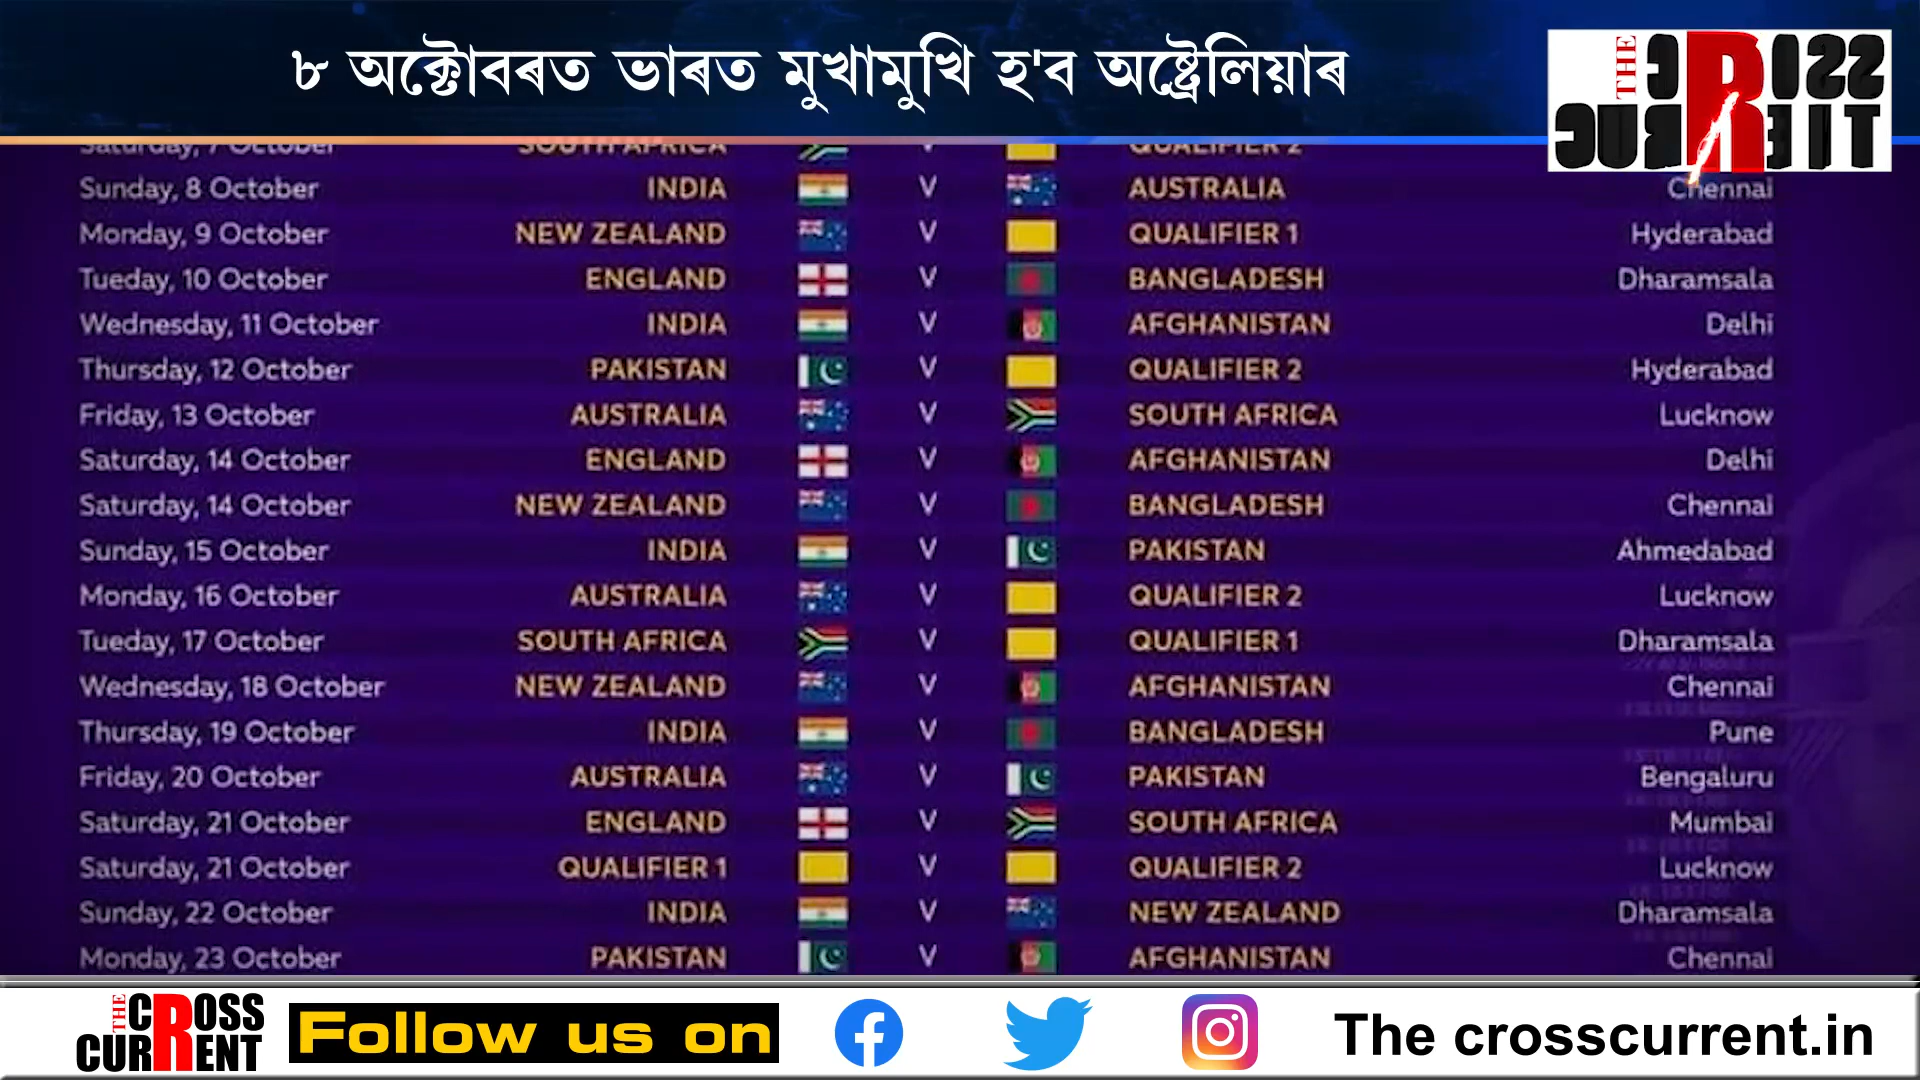 ৮ অক্টোবৰত ভাৰত মুখামুখি হ'ব অষ্ট্ৰেলিয়াৰ
THE CROSS CURRENT
Saturday, 7 October SOUTH AFRICA V QUALIFIER 2
Sunday, 8 October INDIA V AUSTRALIA Chennai
Monday, 9 October NEW ZEALAND V QUALIFIER 1 Hyderabad
Tueday, 10 October ENGLAND V BANGLADESH Dharamsala
Wednesday, 11 October INDIA V AFGHANISTAN Delhi
Thursday, 12 October PAKISTAN V QUALIFIER 2 Hyderabad
Friday, 13 October AUSTRALIA V SOUTH AFRICA Lucknow
Saturday, 14 October ENGLAND V AFGHANISTAN Delhi
Saturday, 14 October NEW ZEALAND V BANGLADESH Chennai
Sunday, 15 October INDIA V PAKISTAN Ahmedabad
Monday, 16 October AUSTRALIA V QUALIFIER 2 Lucknow
Tueday, 17 October SOUTH AFRICA V QUALIFIER 1 Dharamsala
Wednesday, 18 October NEW ZEALAND V AFGHANISTAN Chennai
Thursday, 19 October INDIA V BANGLADESH Pune
Friday, 20 October AUSTRALIA V PAKISTAN Bengaluru
Saturday, 21 October ENGLAND V SOUTH AFRICA Mumbai
Saturday, 21 October QUALIFIER 1 V QUALIFIER 2 Lucknow
Sunday, 22 October INDIA V NEW ZEALAND Dharamsala
Monday, 23 October PAKISTAN V AFGHANISTAN Chennai
THE CROSS CURRENT Follow us on The crosscurrent.in